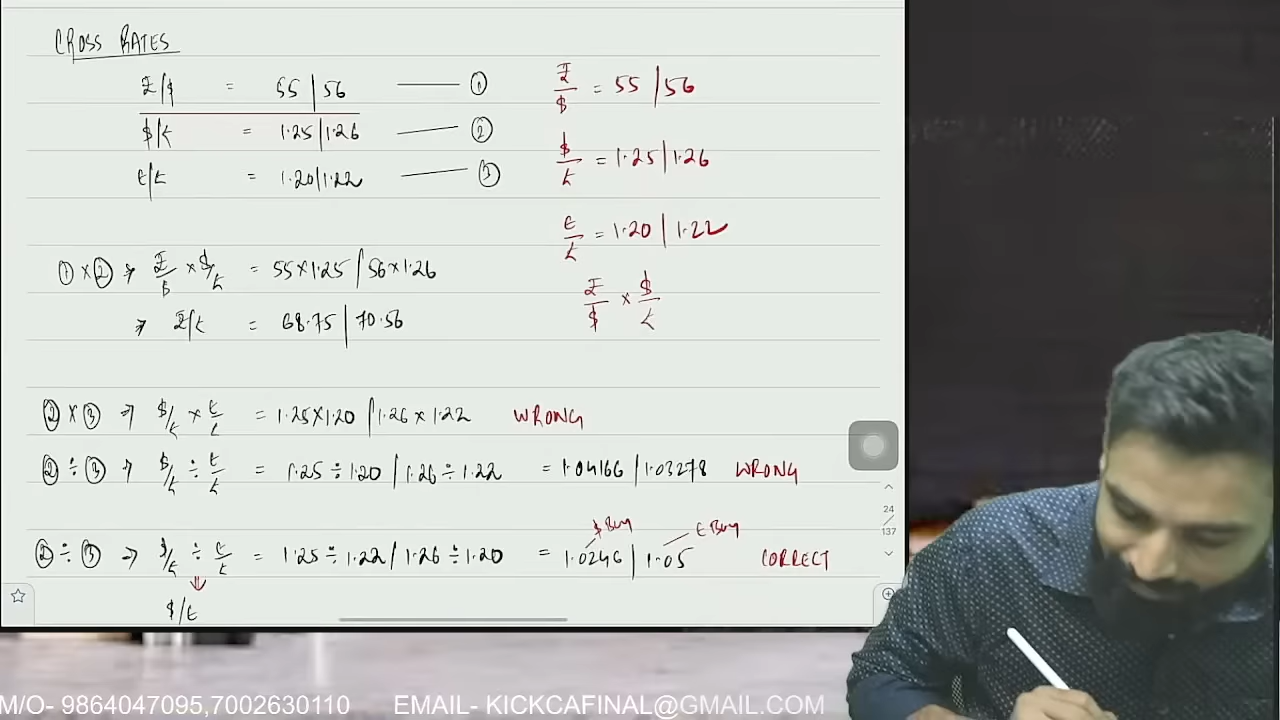 CROSS RATES
₹/$ = 55 | 56 ——— ①
$/£ = 1.25 | 1.26 ——— ②
€/£ = 1.20 | 1.22 ——— ③
₹/$ = 55 | 56
$/£ = 1.25 | 1.26
€/£ = 1.20 | 1.22
₹/$ × $/£
① × ② ⇒ ₹/$ × $/£ = 55×1.25 | 56×1.26
⇒ ₹/£ = 68.75 | 70.56
② × ③ ⇒ $/£ × €/£ = 1.25×1.20 | 1.26 × 1.22 WRONG
② ÷ ③ ⇒ $/£ ÷ €/£ = 1.25 ÷ 1.20 / 1.26 ÷ 1.22 = 1.04166 / 1.03278 WRONG
$ Buy € Buy
② ÷ ③ ⇒ $/£ ÷ €/£ = 1.25 ÷ 1.22 / 1.26 ÷ 1.20 = 1.0246 | 1.05 CORRECT
⇓
$/€
24
/
137
M/O- 9864047095,7002630110 EMAIL- KICKCAFINAL@GMAIL.COM